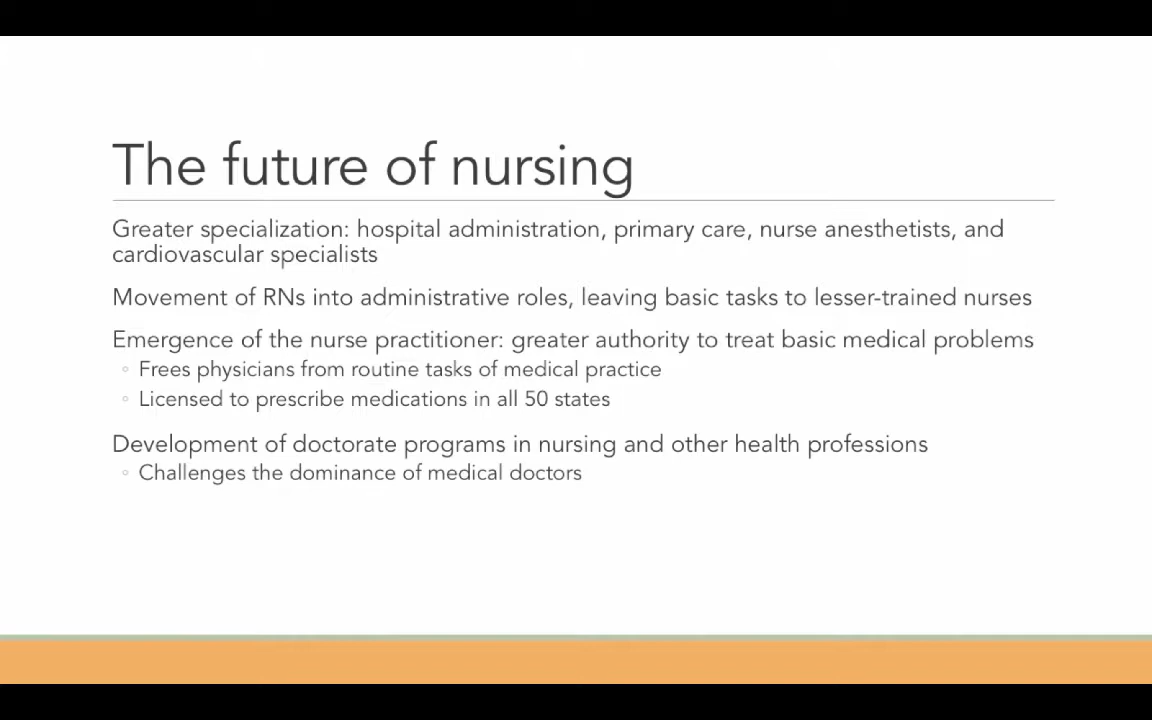 The future of nursing
Greater specialization: hospital administration, primary care, nurse anesthetists, and
cardiovascular specialists
Movement of RNs into administrative roles, leaving basic tasks to lesser-trained nurses
Emergence of the nurse practitioner: greater authority to treat basic medical problems
◦ Frees physicians from routine tasks of medical practice
◦ Licensed to prescribe medications in all 50 states
Development of doctorate programs in nursing and other health professions
◦ Challenges the dominance of medical doctors